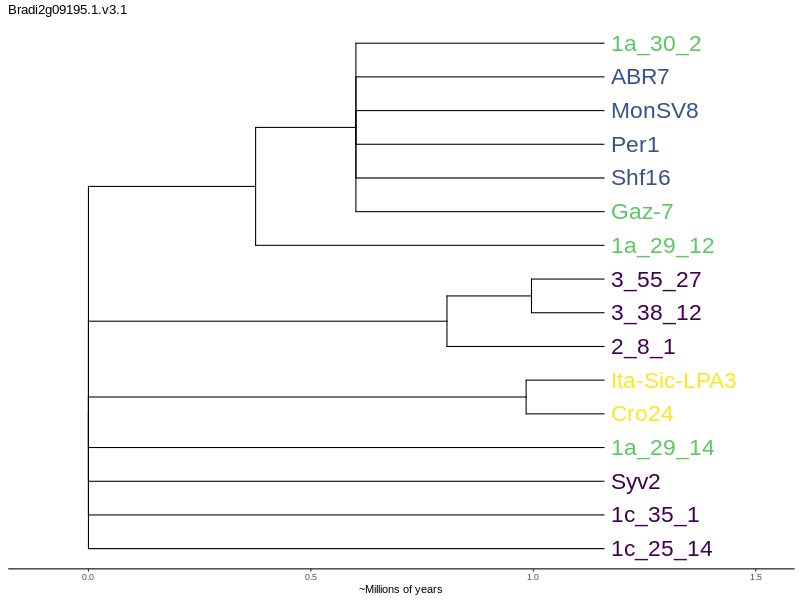 Bradi2g09195.1.v3.1
1a_30_2
ABR7
MonSV8
Per1
Shf16
Gaz-7
1a_29_12
3_55_27
3_38_12
2_8_1
Ita-Sic-LPA3
Cro24
1a_29_14
Syv2
1c_35_1
1c_25_14
0.0 0.5 1.0 1.5
~Millions of years